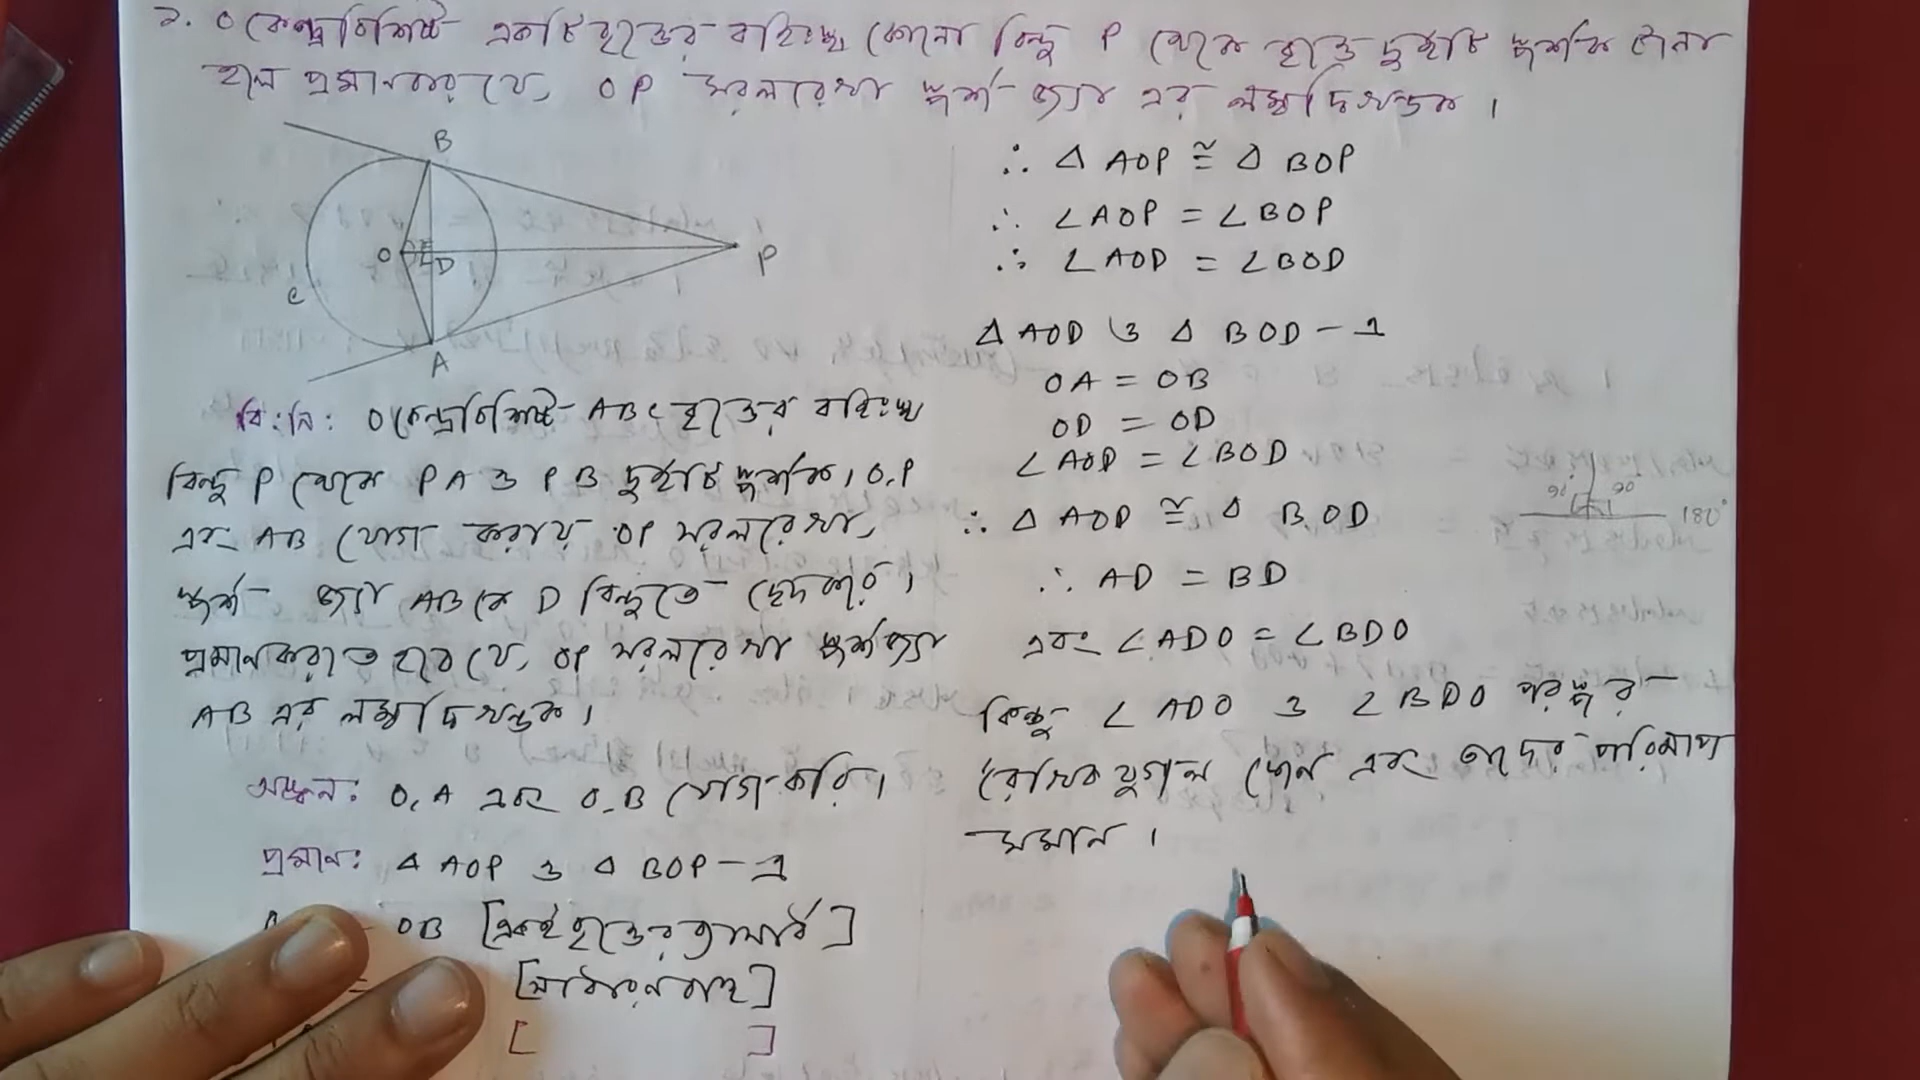 ২. O কেন্দ্রবিশিষ্ট একটি বৃত্তের বহিঃস্থ কোনো বিন্দু P থেকে বৃত্তে দুইটি স্পর্শক টানা
হলে প্রমাণ কর যে, OP সরলরেখা স্পর্শ-জ্যা এর লম্বদ্বিখন্ডক।
B
O
D
P
C
A
বি:নি: O কেন্দ্রবিশিষ্ট ABC বৃত্তের বহিঃস্থ
বিন্দু P থেকে PA ও PB দুইটি স্পর্শক। O,P
এবং AB যোগ করায় OP সরলরেখা,
স্পর্শ- জ্যা AB কে D বিন্দুতে ছেদ করে।
প্রমাণ করতে হবে যে, OP সরলরেখা স্পর্শজ্যা
AB এর লম্বদ্বিখন্ডক।
অঙ্কন: O,A এবং O,B যোগ করি।
প্রমাণ: Δ AOP ও Δ BOP-এ
= OB [একই বৃত্তের ব্যাসার্ধ]
= [সাধারণ বাহু]
[ ]
∴ Δ AOP ≅ Δ BOP
∴ ∠AOP = ∠BOP
∴ ∠AOD = ∠BOD
Δ AOD ও Δ BOD-এ
OA = OB
OD = OD
∠AOD = ∠BOD
∴ Δ AOD ≅ Δ BOD
∴ AD = BD
এবং ∠ADO = ∠BDO
কিন্তু ∠ADO ও ∠BDO পরস্পর
রৈখিক যুগল কোণ এবং তাদের পরিমাপ
সমান।
90 90
180°